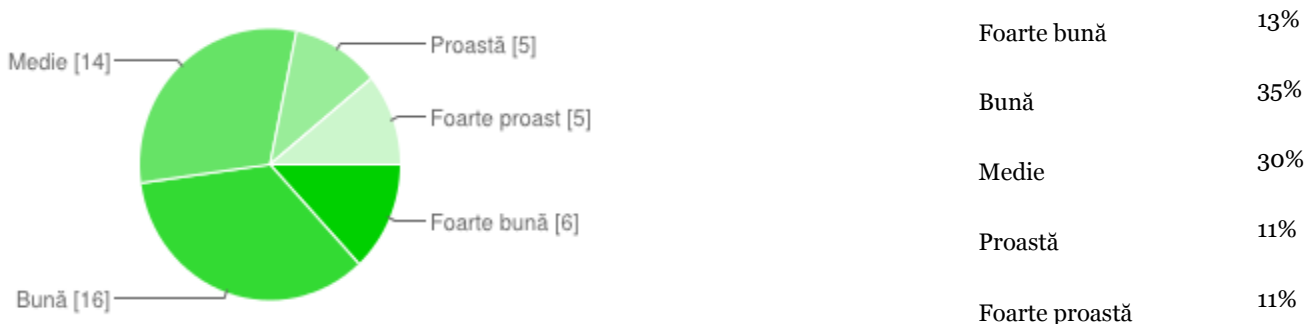 Medie [14]
Proastă [5]
Foarte proast [5]
Foarte bună [6]
Bună [16]
Foarte bună 13%
Bună 35%
Medie 30%
Proastă 11%
Foarte proastă 11%